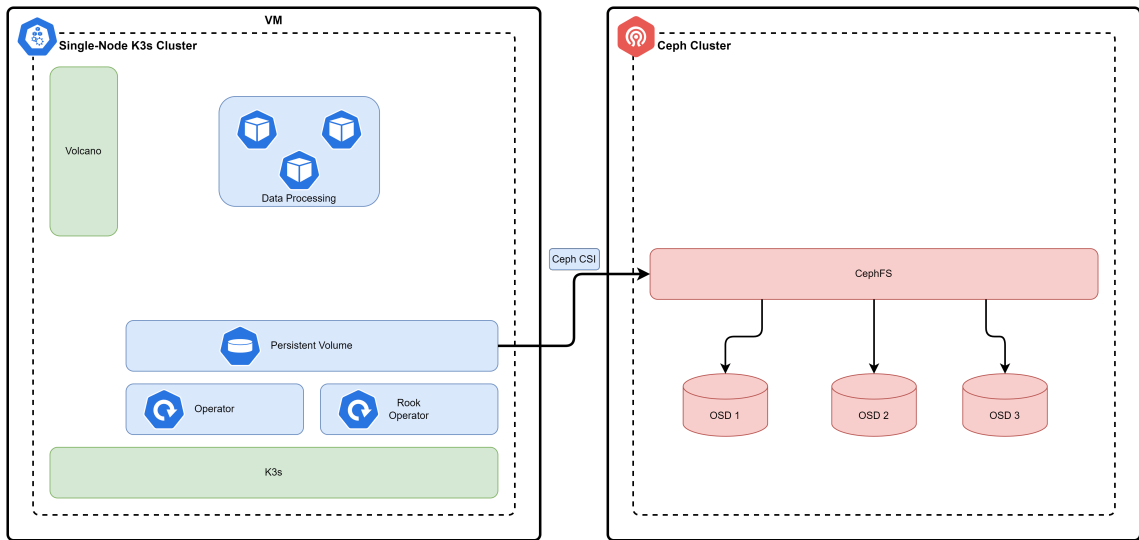 VM
Single-Node K3s Cluster
Volcano
Data Processing
Persistent Volume
Operator
Rook
Operator
K3s
Ceph CSI
Ceph Cluster
CephFS
OSD 1
OSD 2
OSD 3